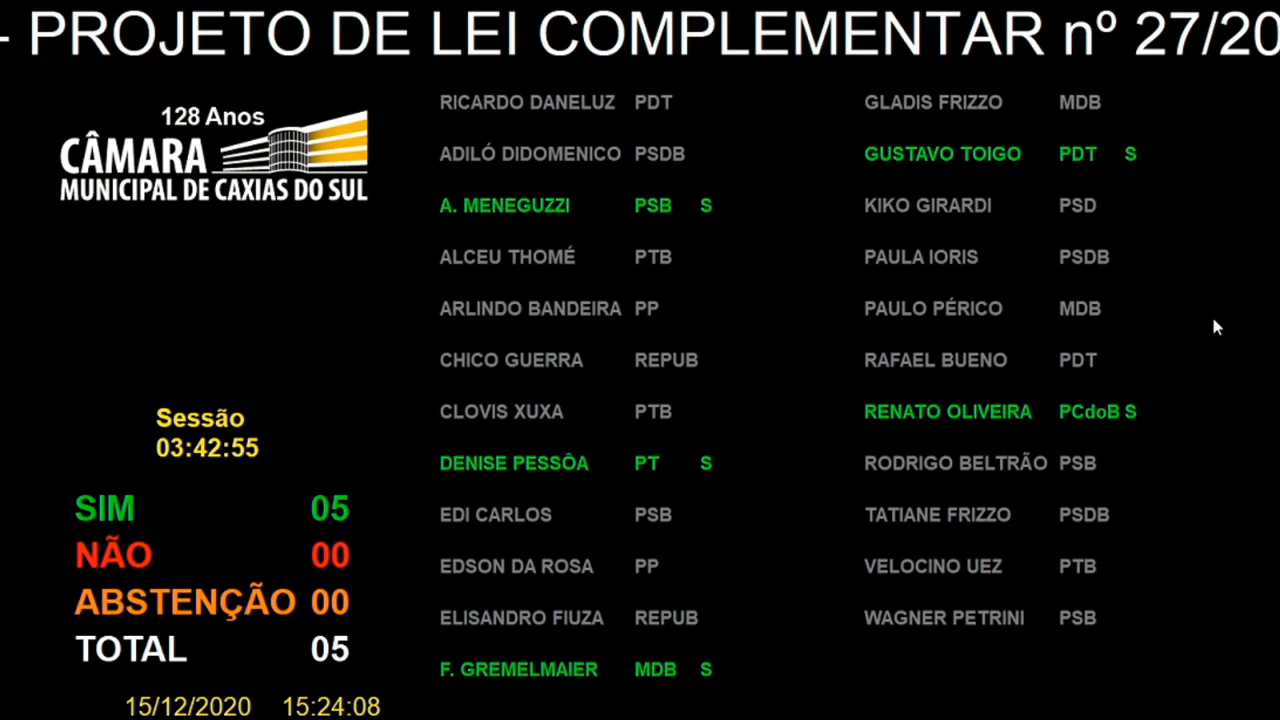 - PROJETO DE LEI COMPLEMENTAR nº 27/20
128 Anos
CÂMARA
MUNICIPAL DE CAXIAS DO SUL
Sessão
03:42:55
SIM 05
NÃO 00
ABSTENÇÃO 00
TOTAL 05
15/12/2020 15:24:08
RICARDO DANELUZ PDT
ADILÓ DIDOMENICO PSDB
A. MENEGUZZI PSB S
ALCEU THOMÉ PTB
ARLINDO BANDEIRA PP
CHICO GUERRA REPUB
CLOVIS XUXA PTB
DENISE PESSÔA PT S
EDI CARLOS PSB
EDSON DA ROSA PP
ELISANDRO FIUZA REPUB
F. GREMELMAIER MDB S
GLADIS FRIZZO MDB
GUSTAVO TOIGO PDT S
KIKO GIRARDI PSD
PAULA IORIS PSDB
PAULO PÉRICO MDB
RAFAEL BUENO PDT
RENATO OLIVEIRA PCdoB S
RODRIGO BELTRÃO PSB
TATIANE FRIZZO PSDB
VELOCINO UEZ PTB
WAGNER PETRINI PSB